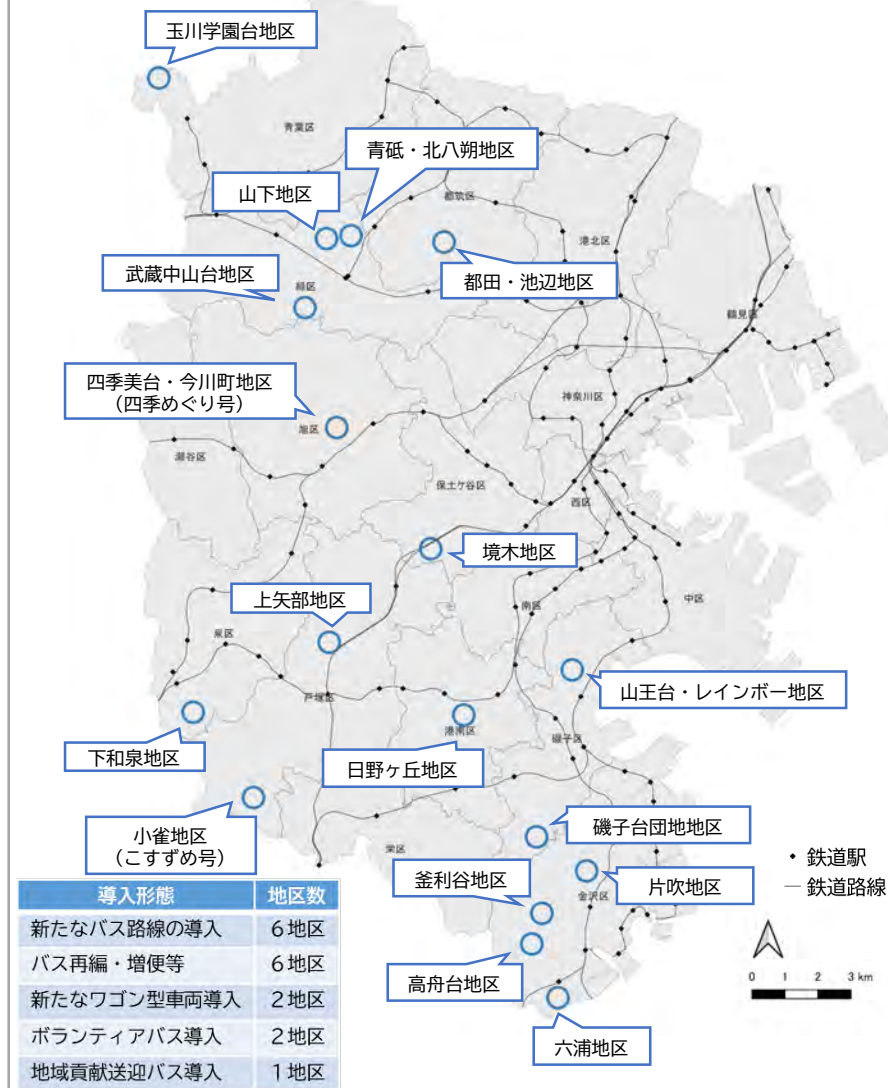 玉川学園台地区
青葉区
青砥・北八朔地区
山下地区
都筑区
港北区
都田・池辺地区
武蔵中山台地区
緑区
鶴見区
四季美台・今川町地区
（四季めぐり号）
神奈川区
旭区
瀬谷区
保土ケ谷区
西区
境木地区
上矢部地区
南区
中区
泉区
山王台・レインボー地区
戸塚区
港南区
磯子区
下和泉地区
日野ヶ丘地区
小雀地区
（こすずめ号）
磯子台団地地区
栄区
釜利谷地区
片吹地区
金沢区
高舟台地区
六浦地区
鉄道駅
鉄道路線
0 1 2 3 km
導入形態 地区数
新たなバス路線の導入 6地区
バス再編・増便等 6地区
新たなワゴン型車両導入 2地区
ボランティアバス導入 2地区
地域貢献送迎バス導入 1地区